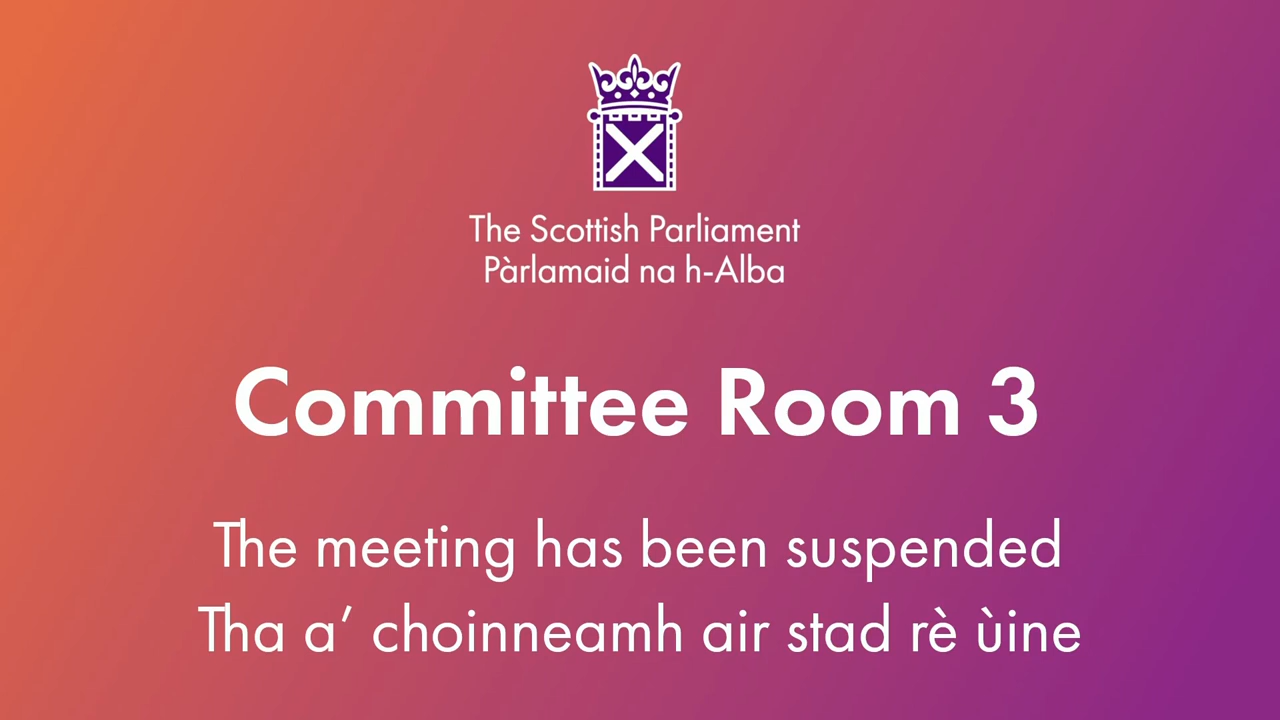 The Scottish Parliament
Pàrlamaid na h-Alba
Committee Room 3
The meeting has been suspended
Tha a’ choinneamh air stad rè ùine